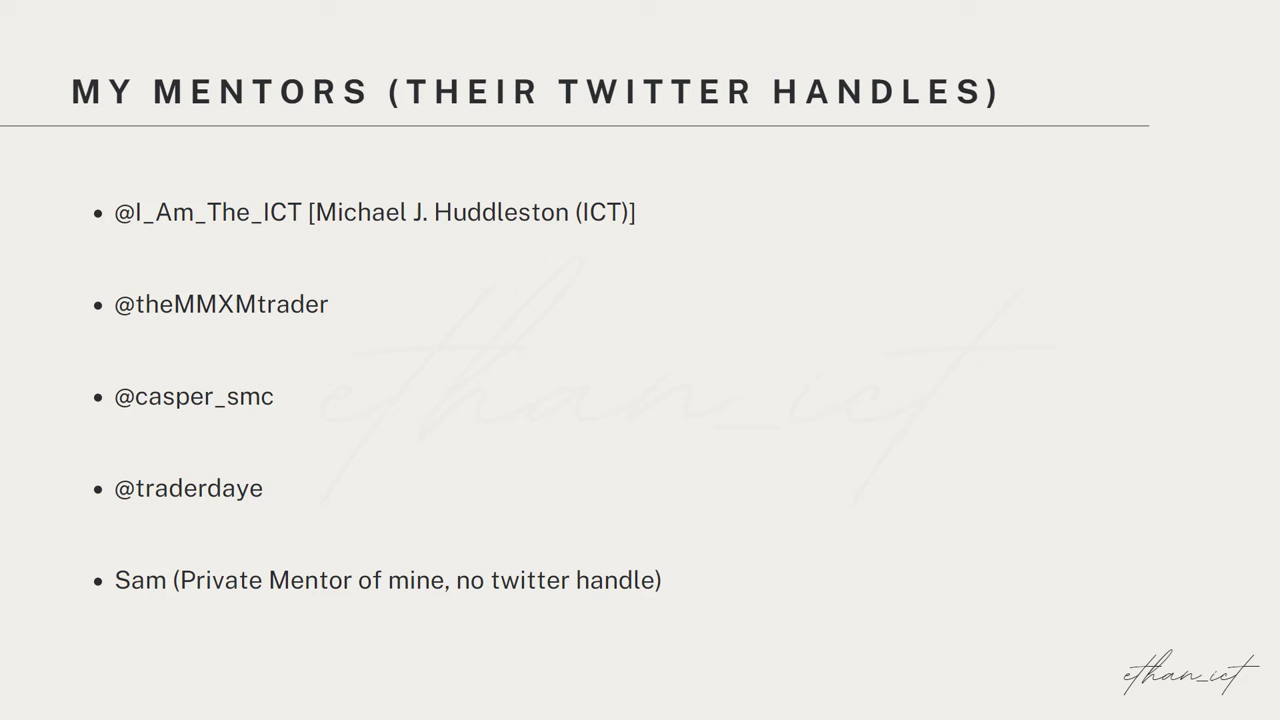 MY MENTORS (THEIR TWITTER HANDLES)
• @I_Am_The_ICT [Michael J. Huddleston (ICT)]
• @theMMXMtrader
• @casper_smc
• @traderdaye
• Sam (Private Mentor of mine, no twitter handle)
ethan_ict
ethan_ict